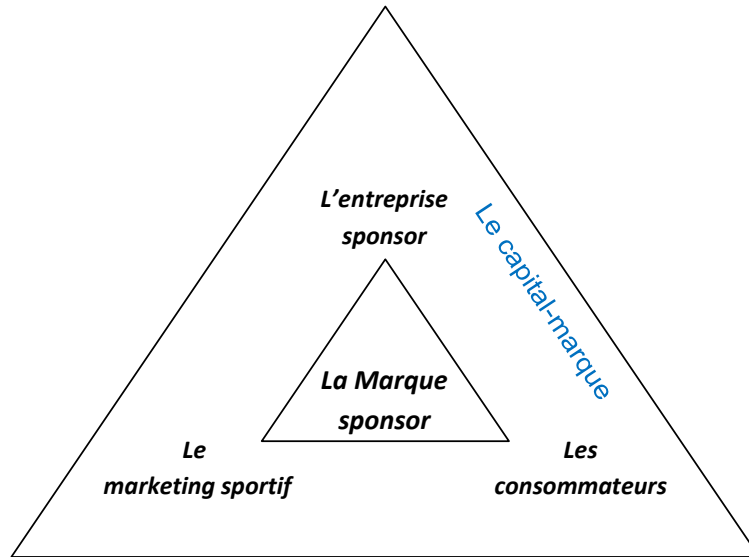 L’entreprise
sponsor
Le capital-marque
La Marque
sponsor
Le
marketing sportif
Les
consommateurs